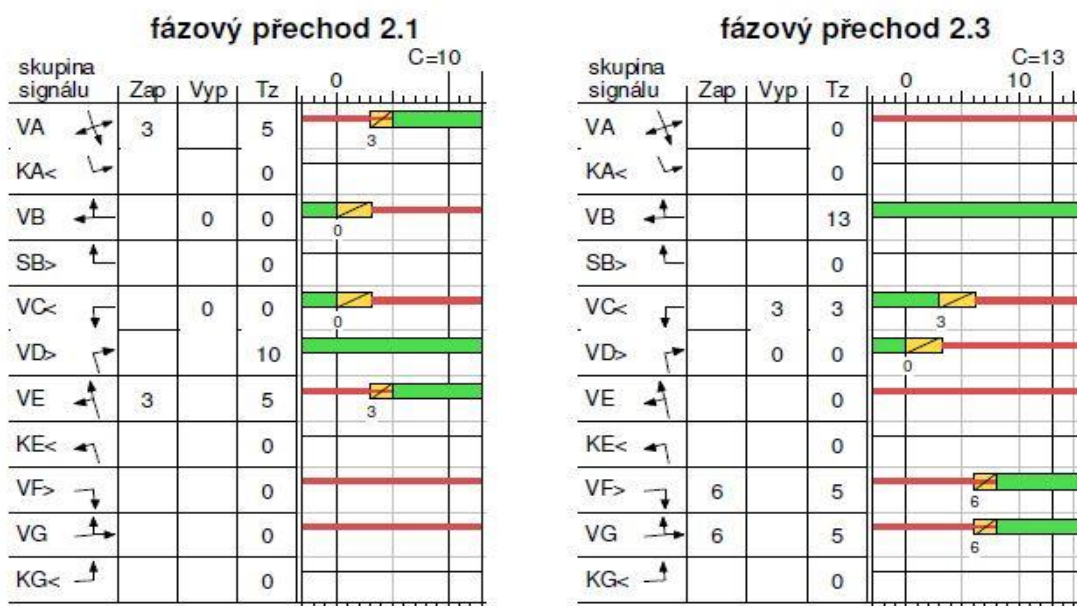 fázový přechod 2.1
C=10
skupina signálu Zap Vyp Tz 0
VA 3 5
3
KA< 0
VB 0 0
0
SB> 0
VC< 0 0
0
VD> 10
VE 3 5
3
KE< 0
VF> 0
VG 0
KG< 0
fázový přechod 2.3
C=13
skupina signálu Zap Vyp Tz 0 10
VA 0
KA< 0
VB 13
SB> 0
VC< 3 3
3
VD> 0 0
0
VE 0
KE< 0
VF> 6 5
6
VG 6 5
6
KG< 0